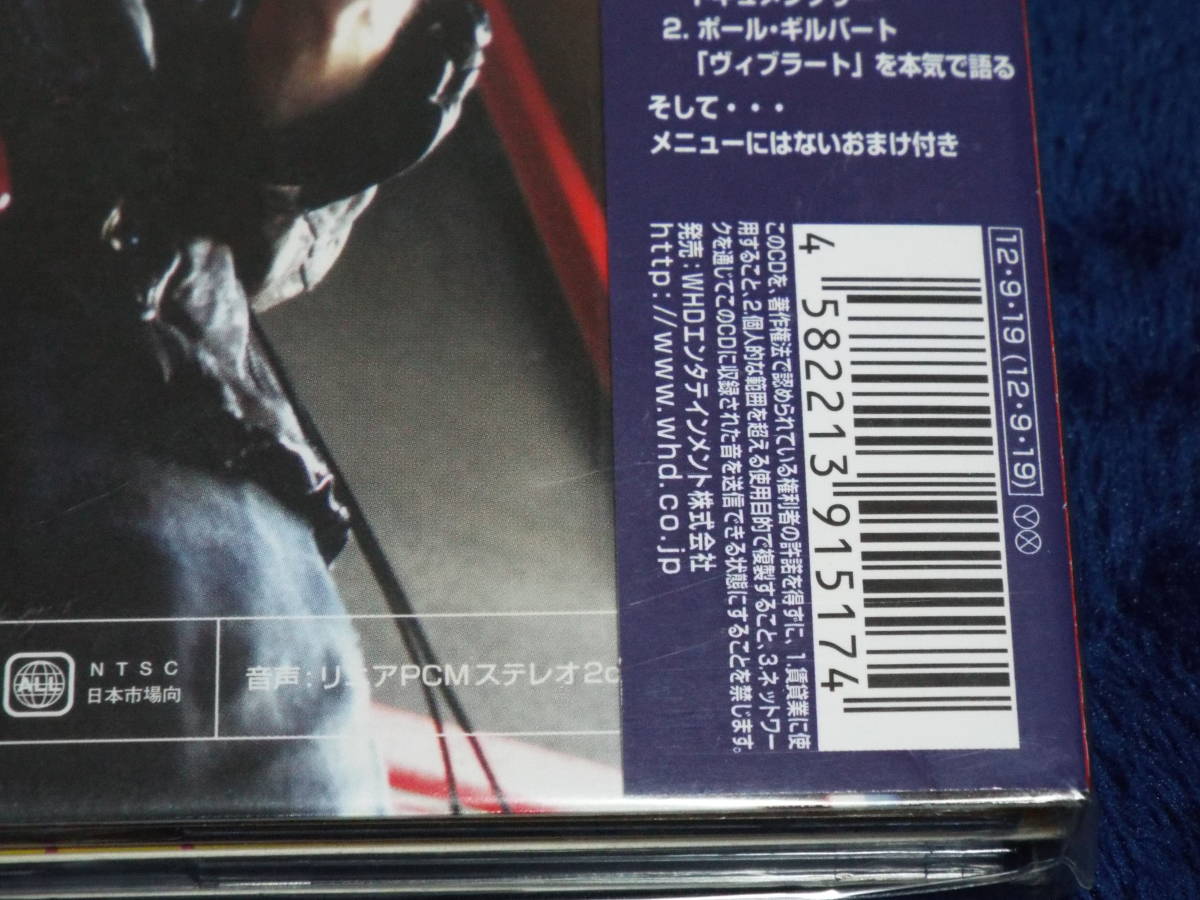 2. ポール・ギルバート
「ヴィブラート」を本気で語る
そして・・・
メニューにはないおまけ付き
12・9・19 (12・9・19) Ⓨ Ⓧ
4 582213 915174
このCDを、著作権法で認められている権利者の許諾を得ずに、1. 賃貸業に使
用すること、2. 個人的な範囲を超える使用目的で複製すること、3. ネットワー
クを通じてこのCDに収録された音を送信できる状態にすることを禁じます。
発売：WHDエンタテインメント株式会社
http://www.whd.co.jp
ALL
NTSC
日本市場向
音声：リニアPCMステレオ2c